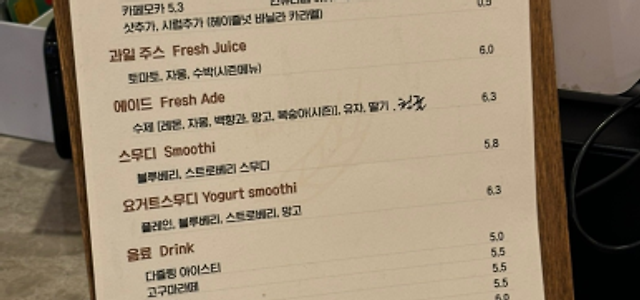 카페모카 5.3
샷추가, 시럽추가 (헤이즐넛 바닐라 카라멜) 0.5
과일 주스 Fresh Juice 6.0
토마토, 자몽, 수박(시즌메뉴)
에이드 Fresh Ade 6.3
수제 [레몬, 자몽, 백향과, 망고, 복숭아(시즌)], 유자, 딸기,
스무디 Smoothi 5.8
블루베리, 스트로베리 스무디
요거트스무디 Yogurt smoothi 6.3
플레인, 블루베리, 스트로베리, 망고
음료 Drink 5.0
다즐링 아이스티 5.5
고구마라떼 5.5
5.5